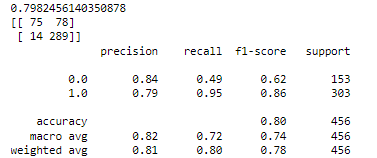 0.7982456140350878
[[ 75  78]
 [ 14 289]]
              precision    recall  f1-score   support

         0.0       0.84      0.49      0.62       153
         1.0       0.79      0.95      0.86       303

    accuracy                           0.80       456
   macro avg       0.82      0.72      0.74       456
weighted avg       0.81      0.80      0.78       456